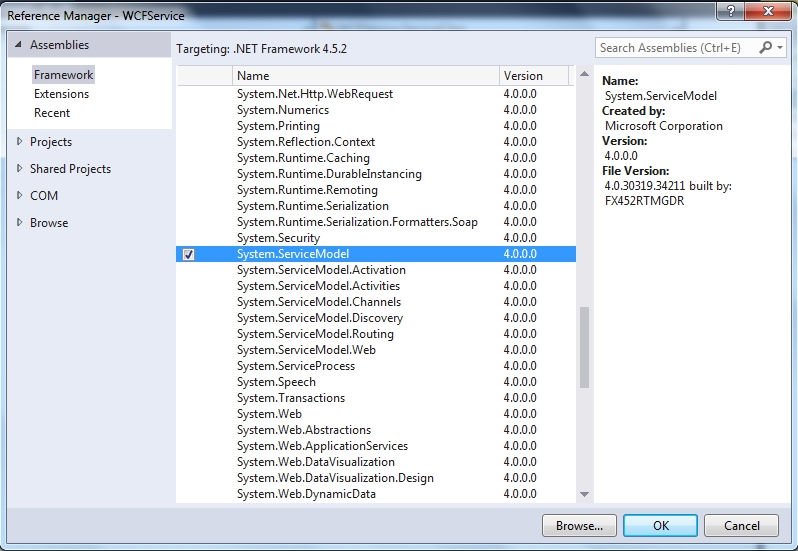 Reference Manager - WCFService
Assemblies
Framework
Extensions
Recent
Projects
Shared Projects
COM
Browse
Targeting: .NET Framework 4.5.2
Search Assemblies (Ctrl+E)
Name Version
System.Net.Http.WebRequest 4.0.0.0
System.Numerics 4.0.0.0
System.Printing 4.0.0.0
System.Reflection.Context 4.0.0.0
System.Runtime.Caching 4.0.0.0
System.Runtime.DurableInstancing 4.0.0.0
System.Runtime.Remoting 4.0.0.0
System.Runtime.Serialization 4.0.0.0
System.Runtime.Serialization.Formatters.Soap 4.0.0.0
System.Security 4.0.0.0
System.ServiceModel 4.0.0.0
System.ServiceModel.Activation 4.0.0.0
System.ServiceModel.Activities 4.0.0.0
System.ServiceModel.Channels 4.0.0.0
System.ServiceModel.Discovery 4.0.0.0
System.ServiceModel.Routing 4.0.0.0
System.ServiceModel.Web 4.0.0.0
System.ServiceProcess 4.0.0.0
System.Speech 4.0.0.0
System.Transactions 4.0.0.0
System.Web 4.0.0.0
System.Web.Abstractions 4.0.0.0
System.Web.ApplicationServices 4.0.0.0
System.Web.DataVisualization 4.0.0.0
System.Web.DataVisualization.Design 4.0.0.0
System.Web.DynamicData 4.0.0.0
Name:
System.ServiceModel
Created by:
Microsoft Corporation
Version:
4.0.0.0
File Version:
4.0.30319.34211 built by:
FX452RTMGDR
Browse...
OK
Cancel